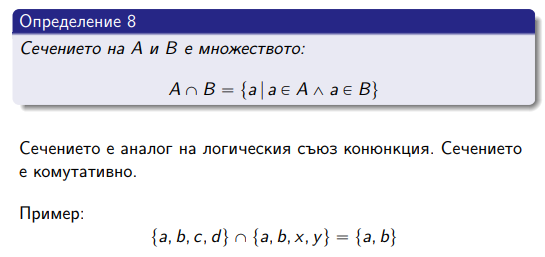 Определение 8
Сечението на A и B е множеството:
A ∩ B = {a | a ∈ A ∧ a ∈ B}
Сечението е аналог на логическия съюз конюнкция. Сечението
е комутативно.
Пример:
{a, b, c, d} ∩ {a, b, x, y} = {a, b}